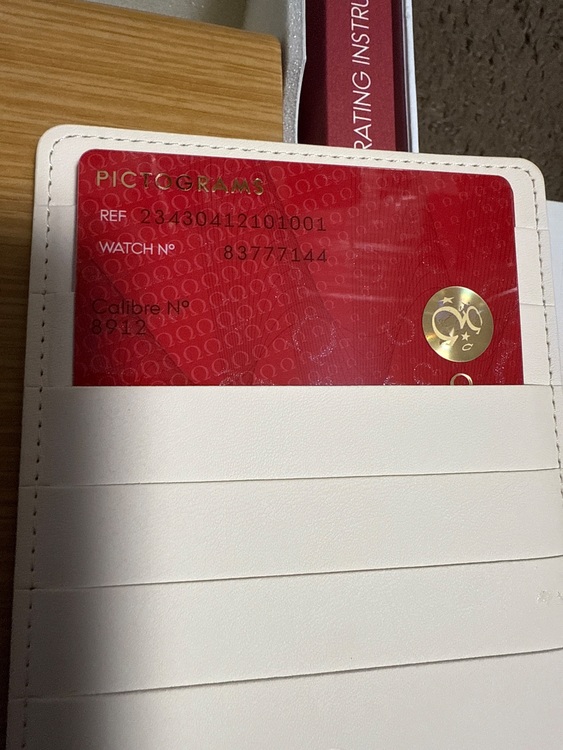 RATING INSTRU
PICTOGRAMS
REF 23430412101001
WATCH Nº 83777144
Calibre Nº
8912